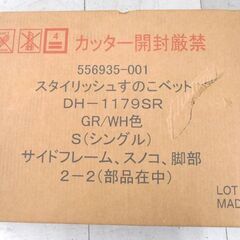 4
カッター開封厳禁
556935-001
スタイリッシュすのこベット
DH-1179SR
GR/WH色
S(シングル)
サイドフレーム、スノコ、脚部
2-2(部品在中)
LOT
MAD